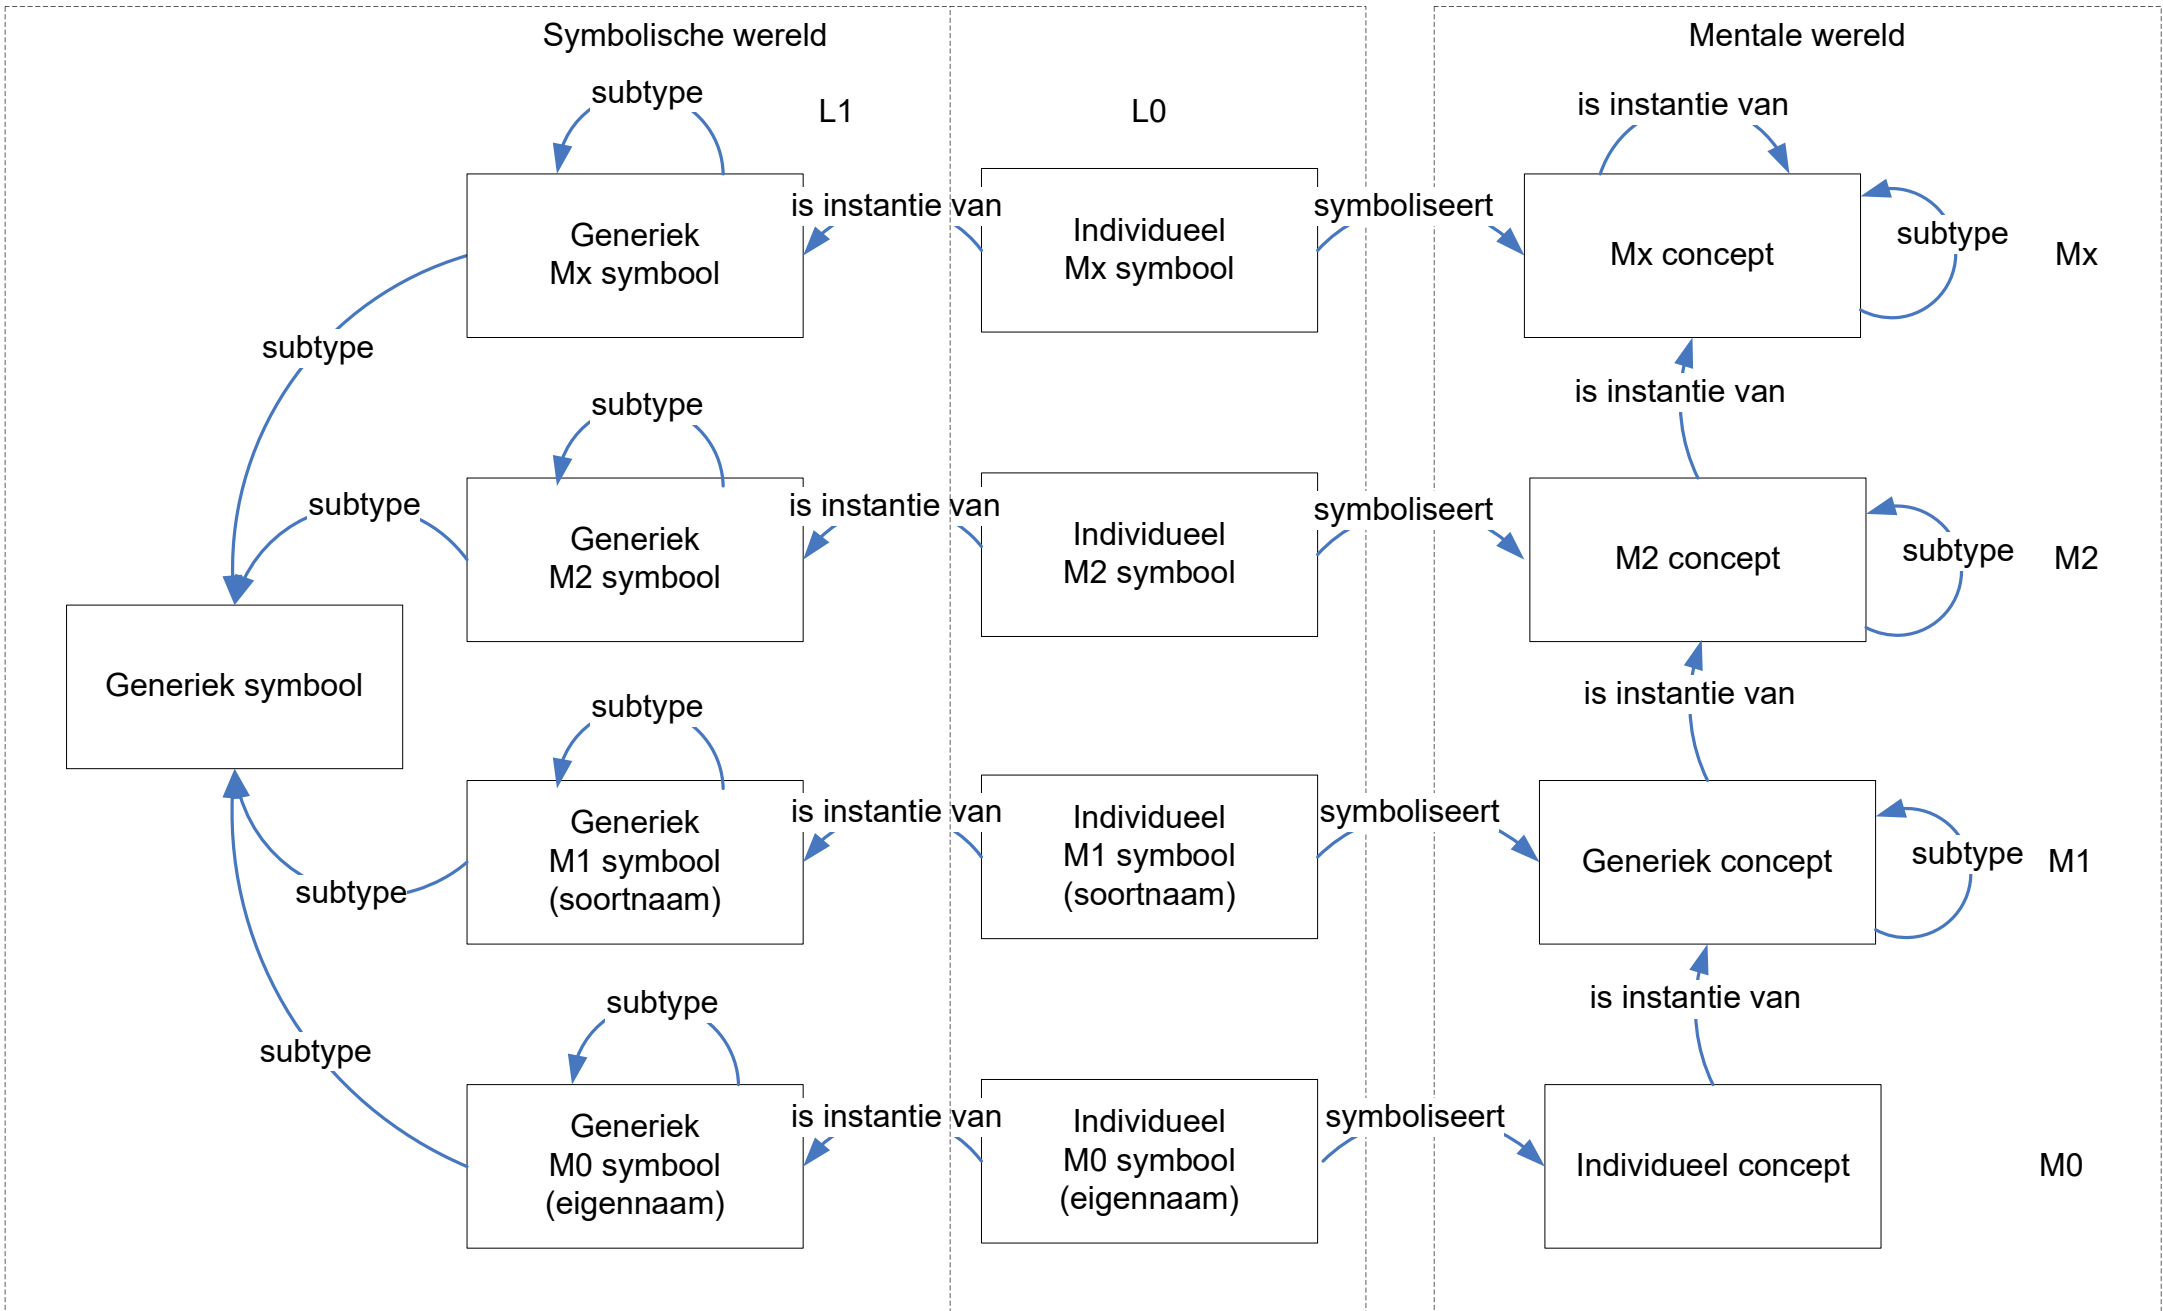 Symbolische wereld
Mentale wereld
L1
L0
subtype
is instantie van
Generiek
Mx symbool
is instantie van
Individueel
Mx symbool
symboliseert
Mx concept
subtype
Mx
subtype
is instantie van
subtype
subtype
Generiek
M2 symbool
is instantie van
Individueel
M2 symbool
symboliseert
M2 concept
subtype
M2
Generiek symbool
is instantie van
subtype
subtype
Generiek
M1 symbool
(soortnaam)
is instantie van
Individueel
M1 symbool
(soortnaam)
symboliseert
Generiek concept
subtype
M1
is instantie van
subtype
subtype
Generiek
M0 symbool
(eigennaam)
is instantie van
Individueel
M0 symbool
(eigennaam)
symboliseert
Individueel concept
M0